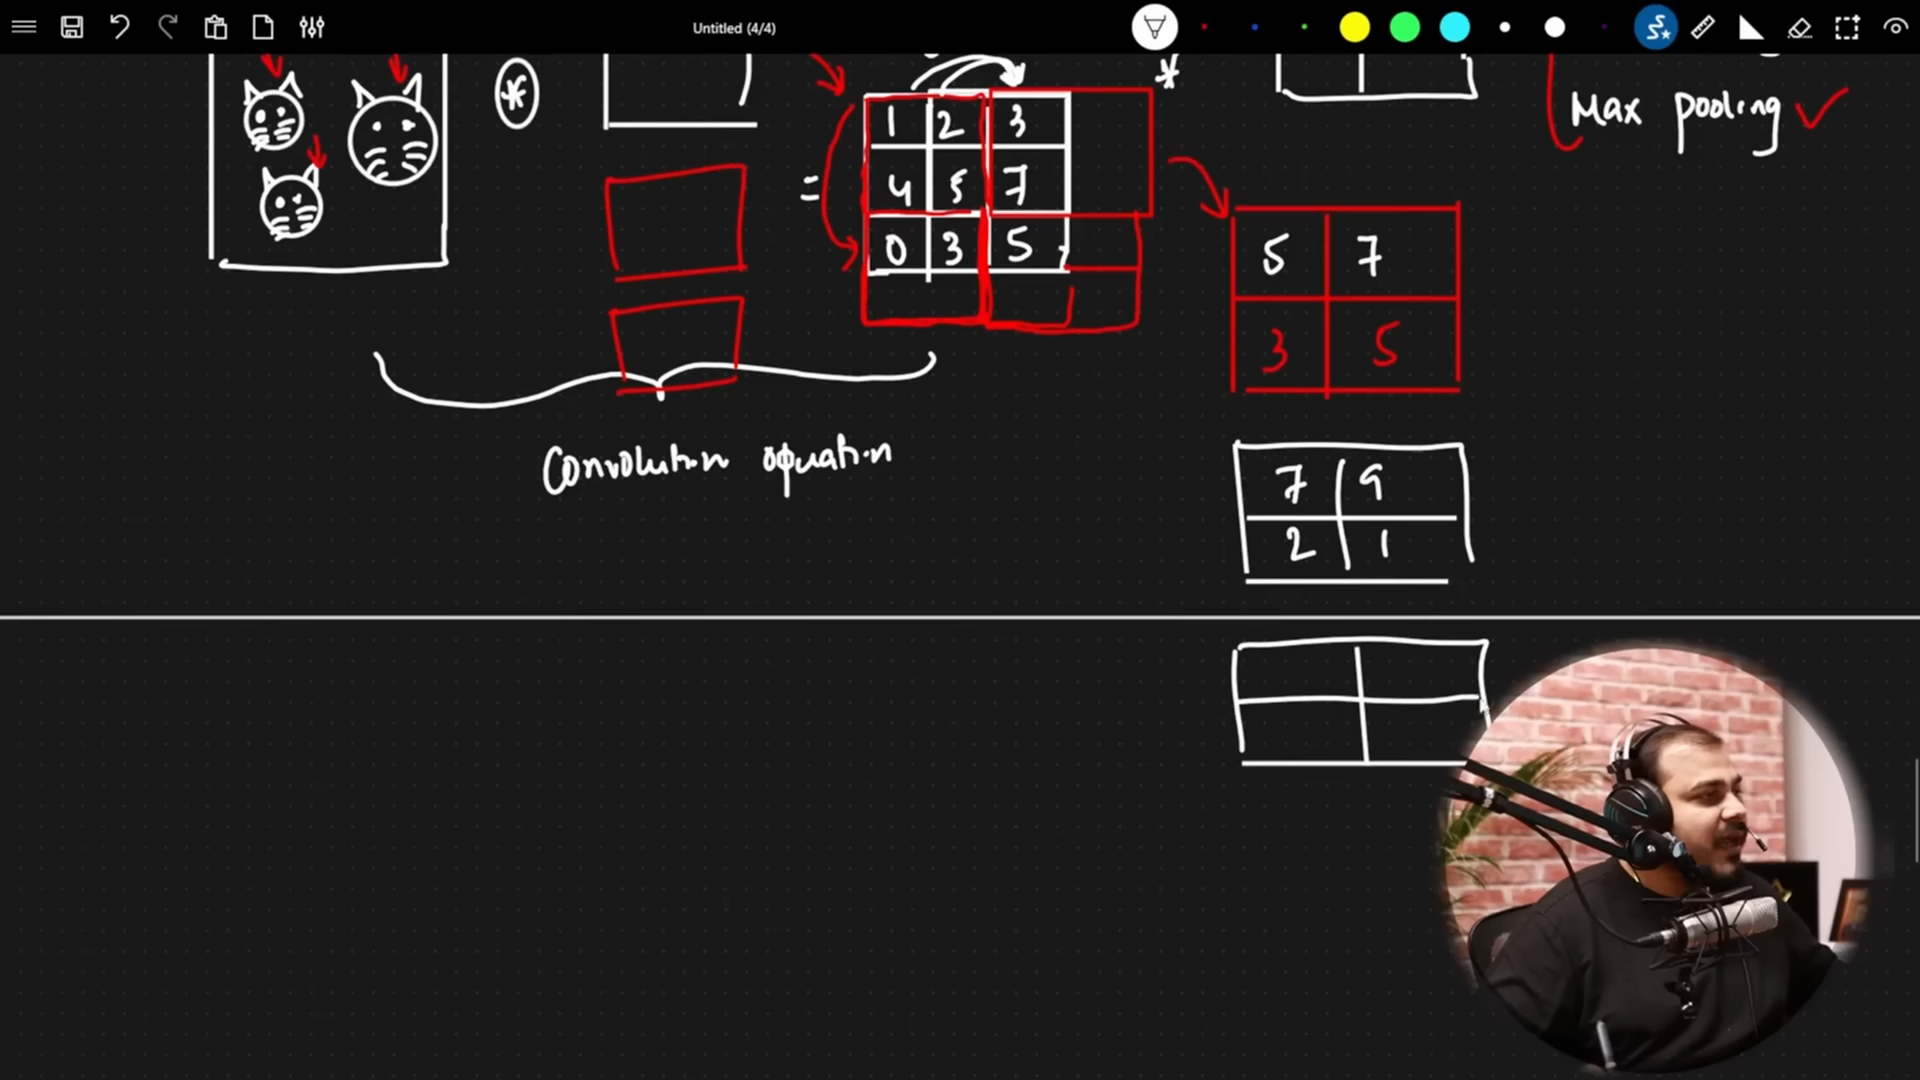 Untitled (4/4)
*
*
Max pooling
1 2 3
= 4 5 7
0 3 5
5 7
3 5
Convolution
7 9
2 1